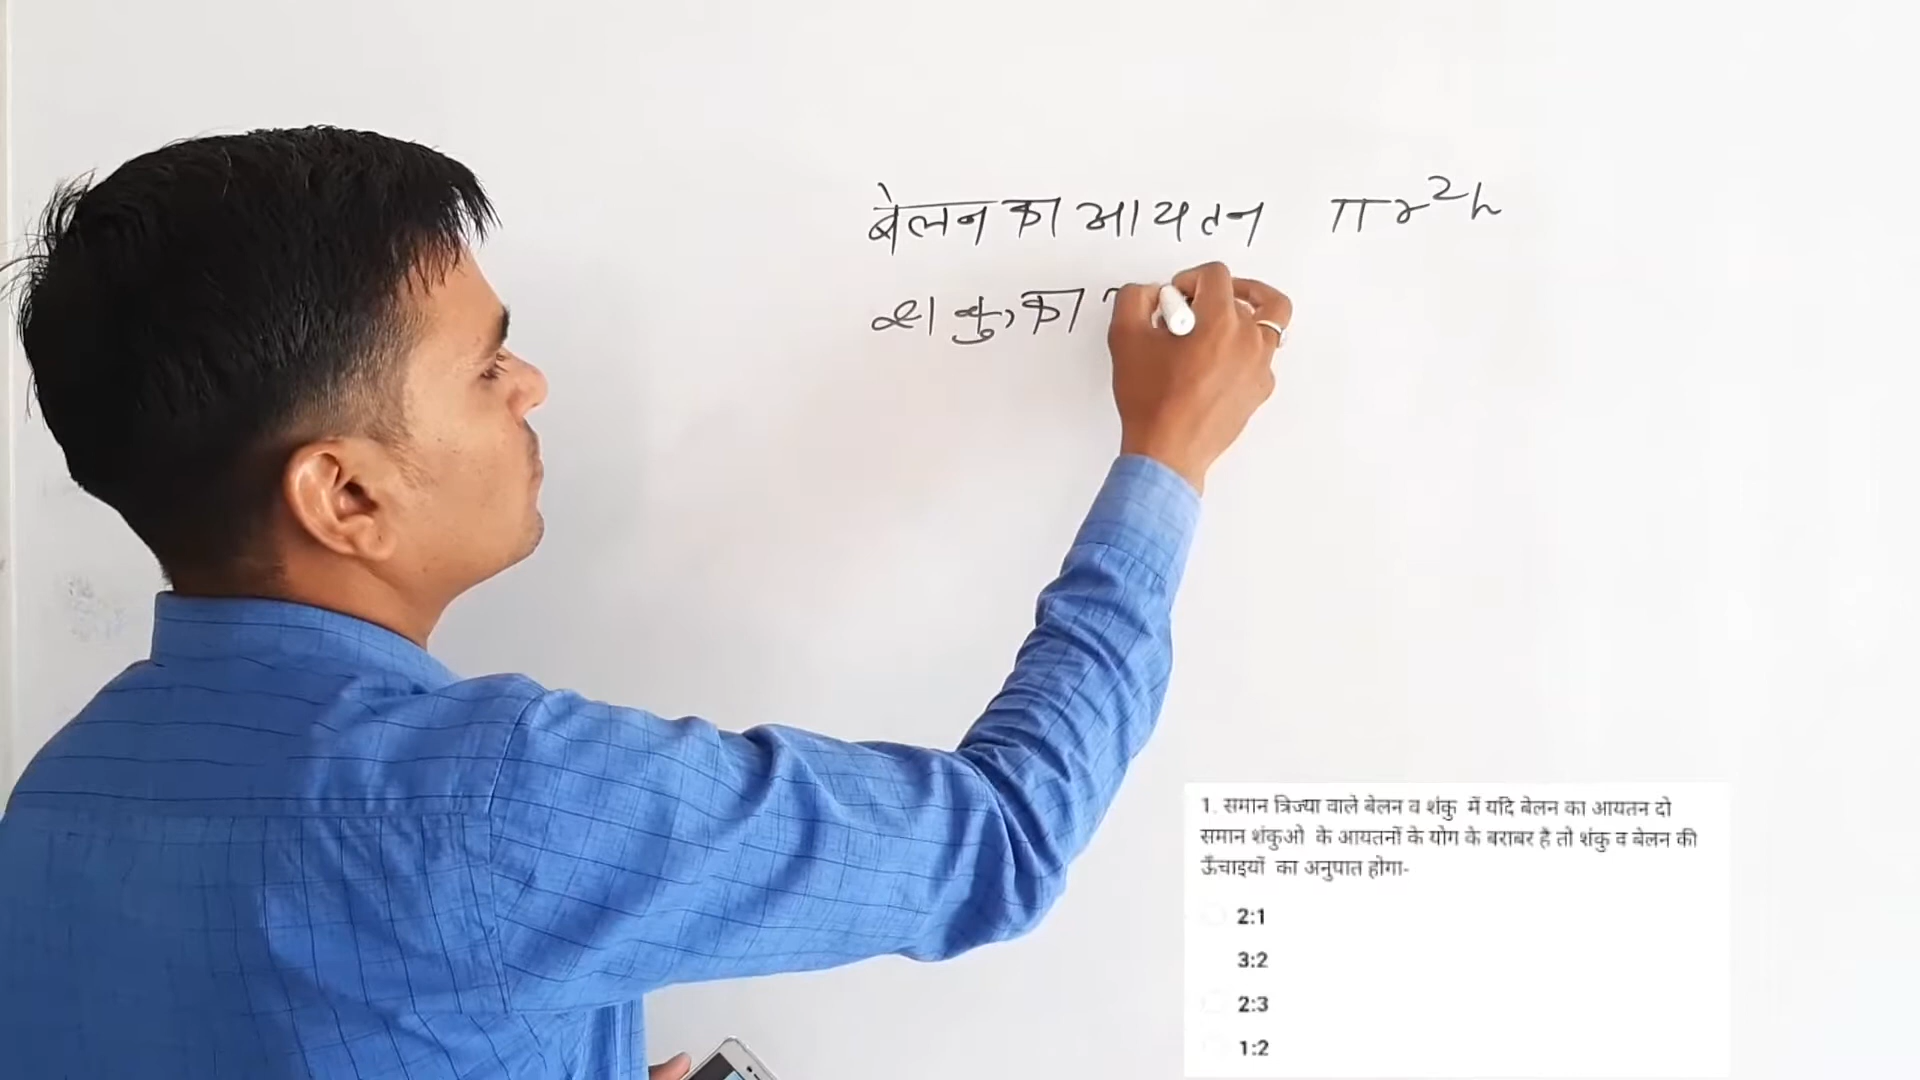 बेलन का आयतन πr²h
शकु का
1. समान त्रिज्या वाले बेलन व शंकु में यदि बेलन का आयतन दो
समान शंकुओ के आयतनों के योग के बराबर है तो शंकु व बेलन की
ऊँचाइयों का अनुपात होगा-
2:1
3:2
2:3
1:2